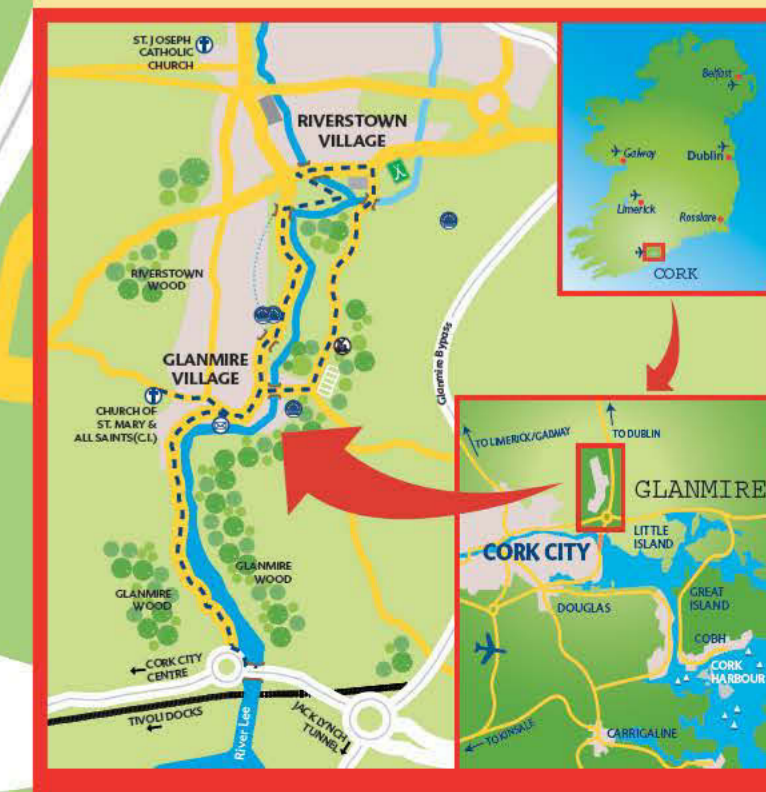 ST. JOSEPH
CATHOLIC
CHURCH
RIVERSTOWN
VILLAGE
RIVERSTOWN
WOOD
GLANMIRE
VILLAGE
CHURCH OF
ST. MARY &
ALL SAINTS(C.I.)
Glanmire Bypass
GLANMIRE
WOOD
GLANMIRE
WOOD
CORK CITY
CENTRE
TIVOLI DOCKS
River Lee
JACK LYNCH
TUNNEL
Belfast
Galway
Dublin
Limerick
Rosslare
CORK
TO LIMERICK/GALWAY
TO DUBLIN
GLANMIRE
CORK CITY
LITTLE
ISLAND
DOUGLAS
GREAT
ISLAND
COBH
CORK
HARBOUR
CARRIGALINE
TO KINSALE